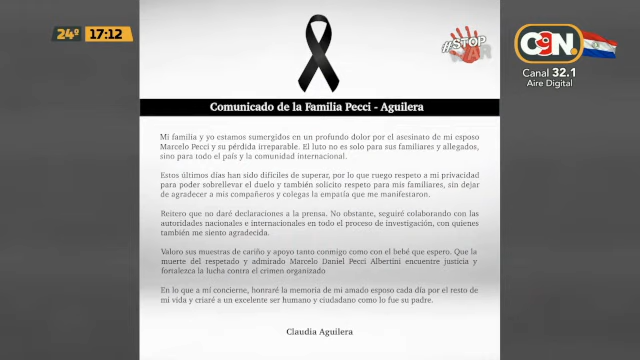 24º 17:12
#STOP
WAR
C9N.
Canal 32.1
Aire Digital
Comunicado de la Familia Pecci - Aguilera
Mi familia y yo estamos sumergidos en un profundo dolor por el asesinato de mi esposo
Marcelo Pecci y su pérdida irreparable. El luto no es solo para sus familiares y allegados,
sino para todo el país y la comunidad internacional.
Estos últimos días han sido difíciles de superar, por lo que ruego respeto a mi privacidad
para poder sobrellevar el duelo y también solicito respeto para mis familiares, sin dejar
de agradecer a mis compañeros y colegas la empatía que me manifestaron.
Reitero que no daré declaraciones a la prensa. No obstante, seguiré colaborando con las
autoridades nacionales e internacionales en todo el proceso de investigación, con quienes
también me siento agradecida.
Valoro sus muestras de cariño y apoyo tanto conmigo como con el bebé que espero. Que la
muerte del respetado y admirado Marcelo Daniel Pecci Albertini encuentre justicia y
fortalezca la lucha contra el crimen organizado
En lo que a mí concierne, honraré la memoria de mi amado esposo cada día por el resto de
mi vida y criaré a un excelente ser humano y ciudadano como lo fue su padre.
Claudia Aguilera